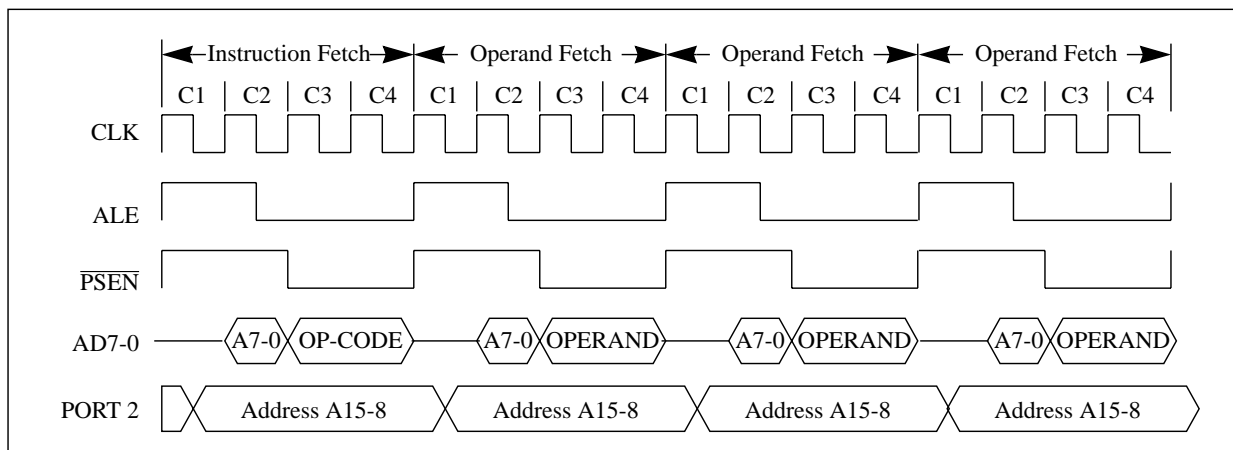 Instruction Fetch Operand Fetch Operand Fetch Operand Fetch
C1 C2 C3 C4 C1 C2 C3 C4 C1 C2 C3 C4 C1 C2 C3 C4
CLK
ALE
PSEN
AD7-0 A7-0 OP-CODE A7-0 OPERAND A7-0 OPERAND A7-0 OPERAND
PORT 2 Address A15-8 Address A15-8 Address A15-8 Address A15-8